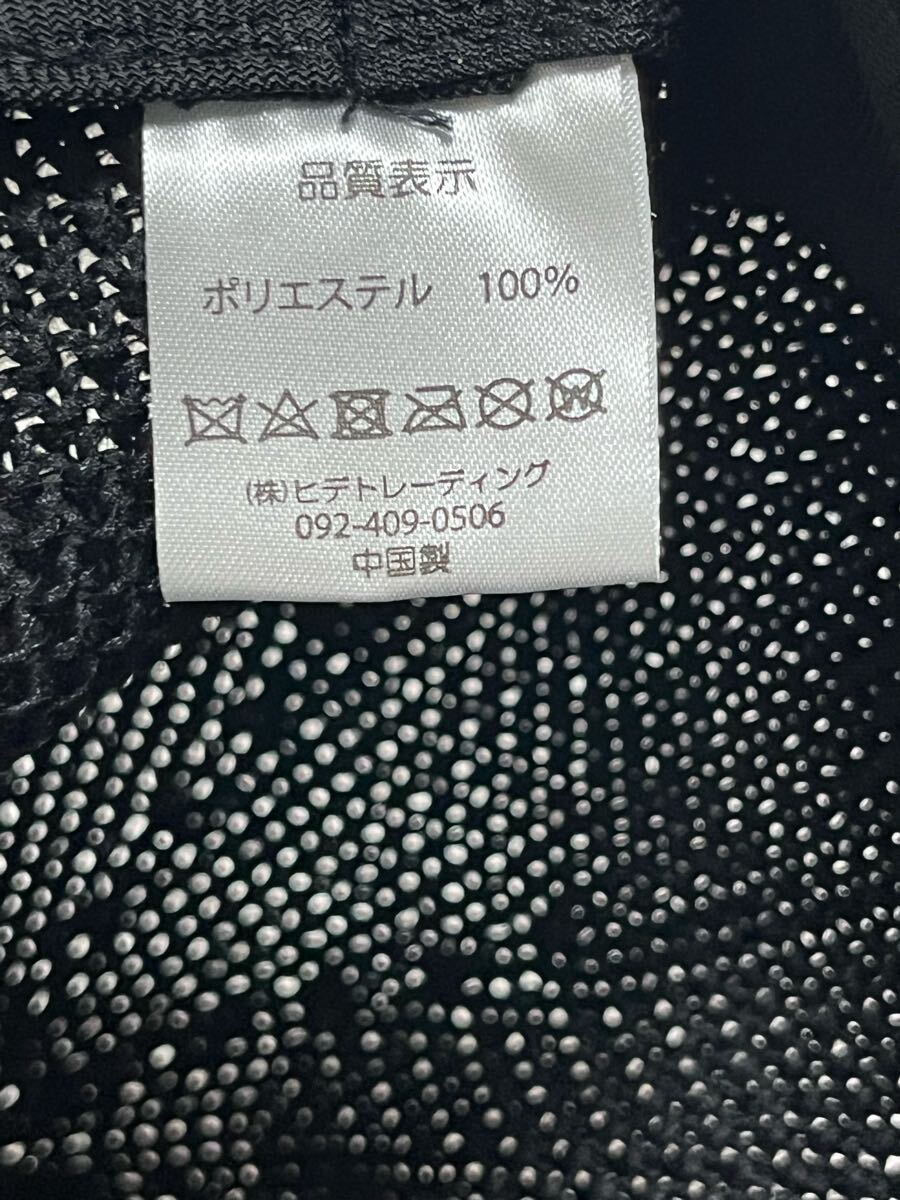 品質表示
ポリエステル 100%
W
(株)ヒデトレーディング
092-409-0506
中国製